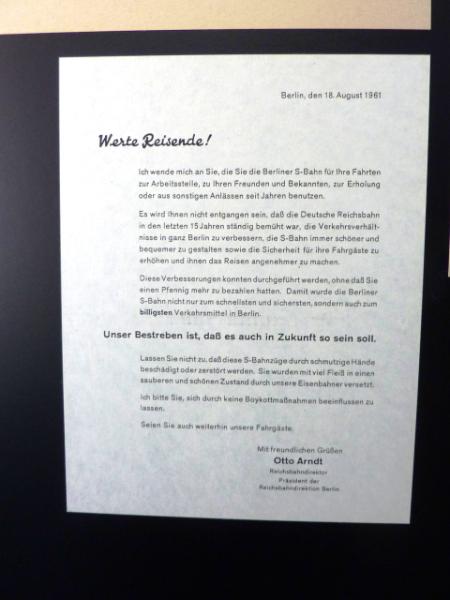 Berlin, den 18. August 1961
Werte Reisende!
Ich wende mich an Sie, die Sie die Berliner S-Bahn für Ihre Fahrten
zur Arbeitsstelle, zu Ihren Freunden und Bekannten, zur Erholung
oder aus sonstigen Anlässen seit Jahren benutzen.
Es wird Ihnen nicht entgangen sein, daß die Deutsche Reichsbahn
in den letzten 15 Jahren ständig bemüht war, die Verkehrsverhält-
nisse in ganz Berlin zu verbessern, die S-Bahn immer schöner und
bequemer zu gestalten sowie die Sicherheit für ihre Fahrgäste zu
erhöhen und ihnen das Reisen angenehmer zu machen.
Diese Verbesserungen konnten durchgeführt werden, ohne daß Sie
einen Pfennig mehr zu bezahlen hatten. Damit wurde die Berliner
S-Bahn nicht nur zum schnellsten und sichersten, sondern auch zum
billigsten Verkehrsmittel in Berlin.
Unser Bestreben ist, daß es auch in Zukunft so sein soll.
Lassen Sie nicht zu, daß diese S-Bahnzüge durch schmutzige Hände
beschädigt oder zerstört werden. Sie wurden mit viel Fleiß in einen
sauberen und schönen Zustand durch unsere Eisenbahner versetzt.
Ich bitte Sie, sich durch keine Boykottmaßnahmen beeinflussen zu
lassen.
Seien Sie auch weiterhin unsere Fahrgäste.
Mit freundlichen Grüßen
Otto Arndt
Reichsbahndirektor
Präsident der
Reichsbahndirektion Berlin